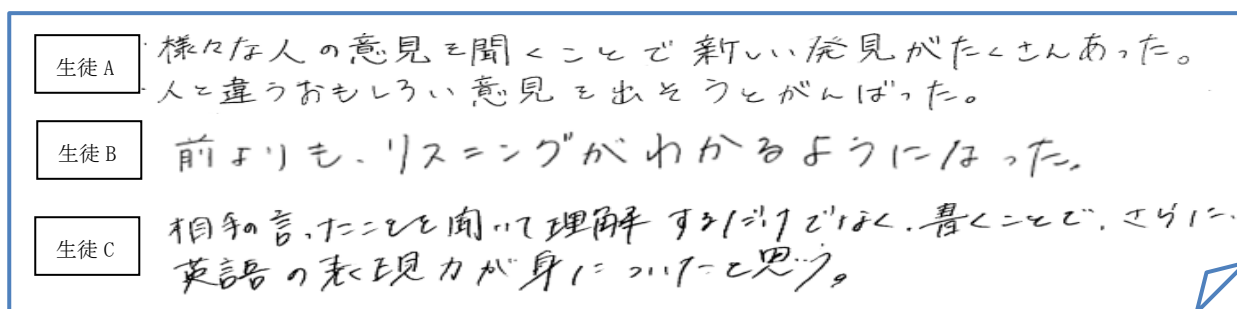 生徒 A
・様々な人の意見を聞くことで新しい発見がたくさんあった。
・人と違うおもしろい意見を出そうとがんばった。
生徒 B
前よりも、リスニングがわかるようになった。
生徒 C
相手の言ったことを聞いて理解するだけでなく、書くことで、さらに、
英語の表現力が身についたと思う。